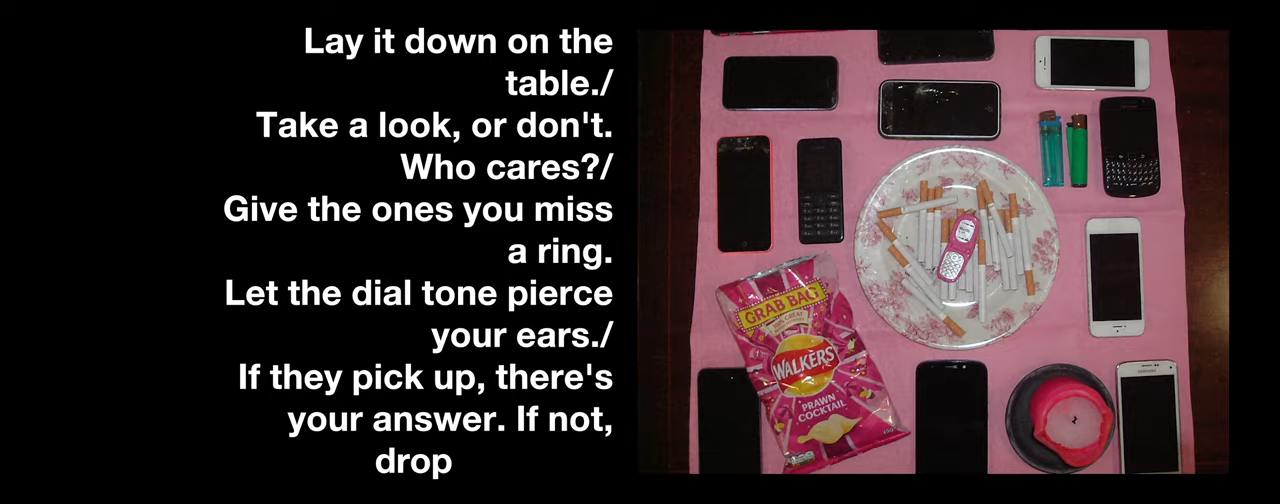 Lay it down on the
table./
Take a look, or don't.
Who cares?/
Give the ones you miss
a ring.
Let the dial tone pierce
your ears./
If they pick up, there's
your answer. If not,
drop
GRAB BAG
WALKERS
PRAWN
COCKTAIL
SAMSUNG